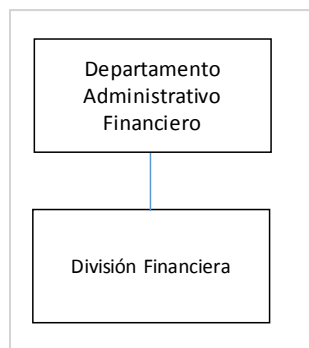 Departamento
Administrativo
Financiero
División Financiera